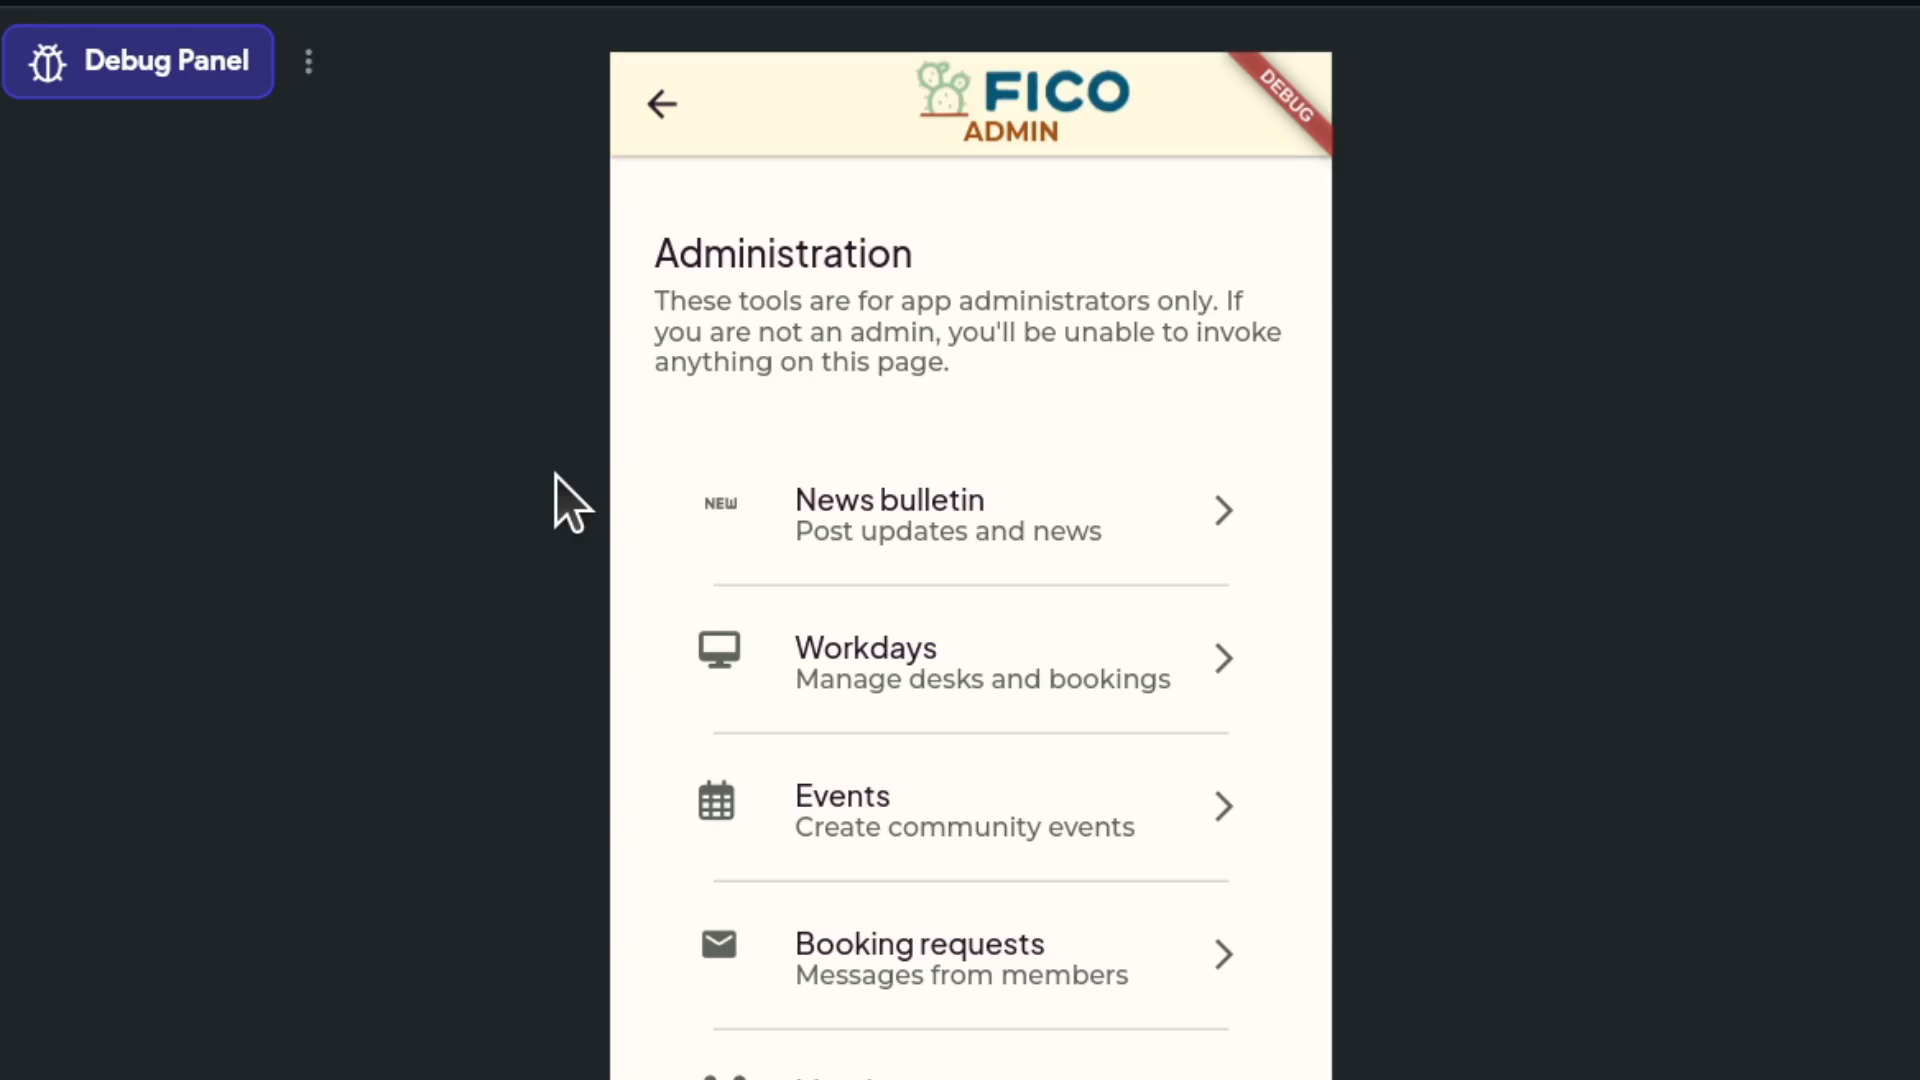 Debug Panel
FICO
ADMIN
DEBUG
Administration
These tools are for app administrators only. If
you are not an admin, you'll be unable to invoke
anything on this page.
NEW
News bulletin
Post updates and news
Workdays
Manage desks and bookings
Events
Create community events
Booking requests
Messages from members